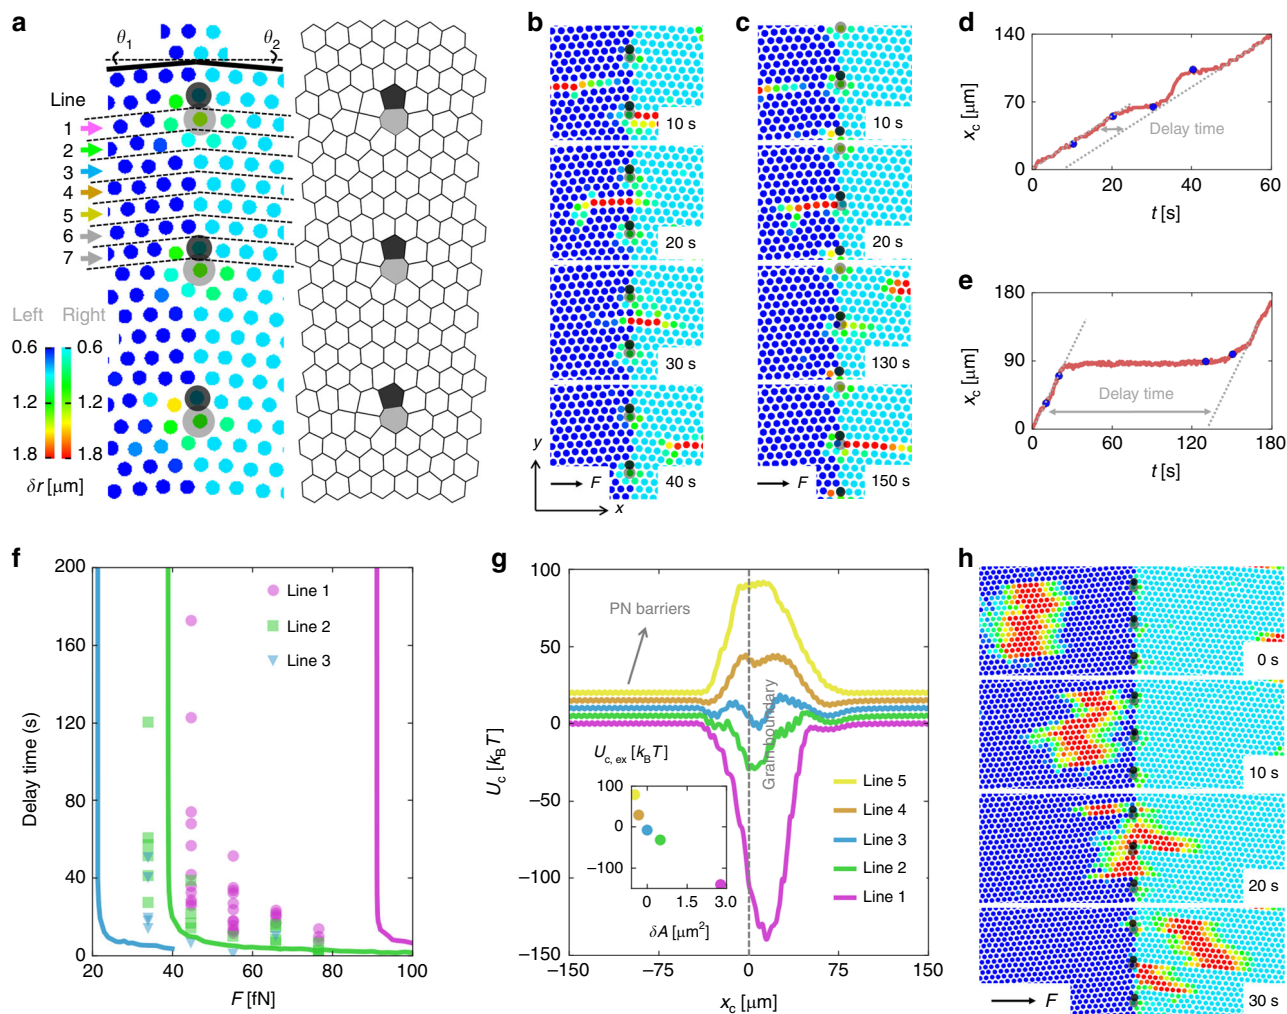 a
θ1
θ2
Line
1
2
3
4
5
6
7
Left Right
0.6 0.6
1.2 1.2
1.8 1.8
δr [μm]
b
10 s
20 s
30 s
40 s
y
x
F
c
10 s
20 s
130 s
150 s
F
d
140
70
0
xc [μm]
Delay time
0 20 40 60
t [s]
e
180
90
0
xc [μm]
Delay time
0 60 120 180
t [s]
f
200
160
120
80
40
0
Delay time (s)
Line 1
Line 2
Line 3
20 40 60 80 100
F [fN]
g
100
50
0
−50
−100
−150
Uc [kBT]
PN barriers
Grain boundary
Uc, ex [kBT]
100
0
−100
0 1.5 3.0
δA [μm²]
Line 5
Line 4
Line 3
Line 2
Line 1
−150 −75 0 75 150
xc [μm]
h
0 s
10 s
20 s
30 s
F